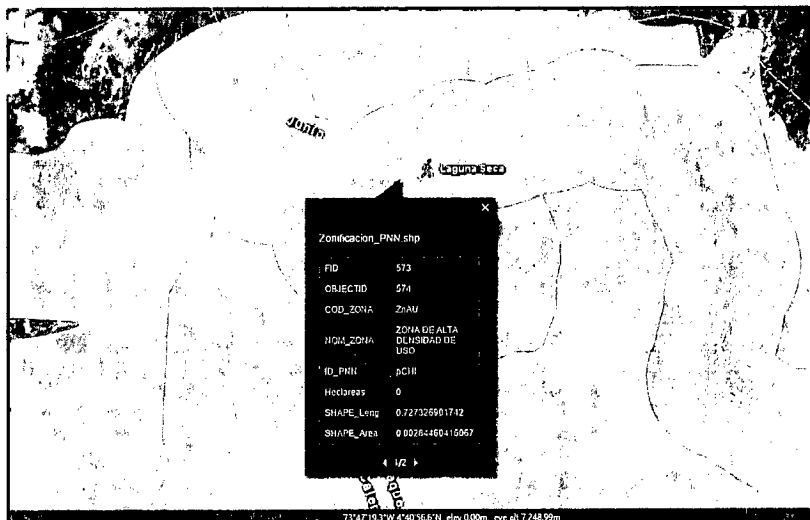 Laguna Seca
×
Zonificacion_PNN.shp
FID 573
OBJECTID 574
COD_ZONA ZnAU
NOM_ZONA ZONA DE ALTA
DENSIDAD DE
USO
ID_PNN pCHI
Hectareas 0
SHAPE_Leng 0.727326901742
SHAPE_Area 0.00264460415067
1/2
73°47'19.3"W 4°40'56.6"N elev 0.00m eye alt 7,248.99m